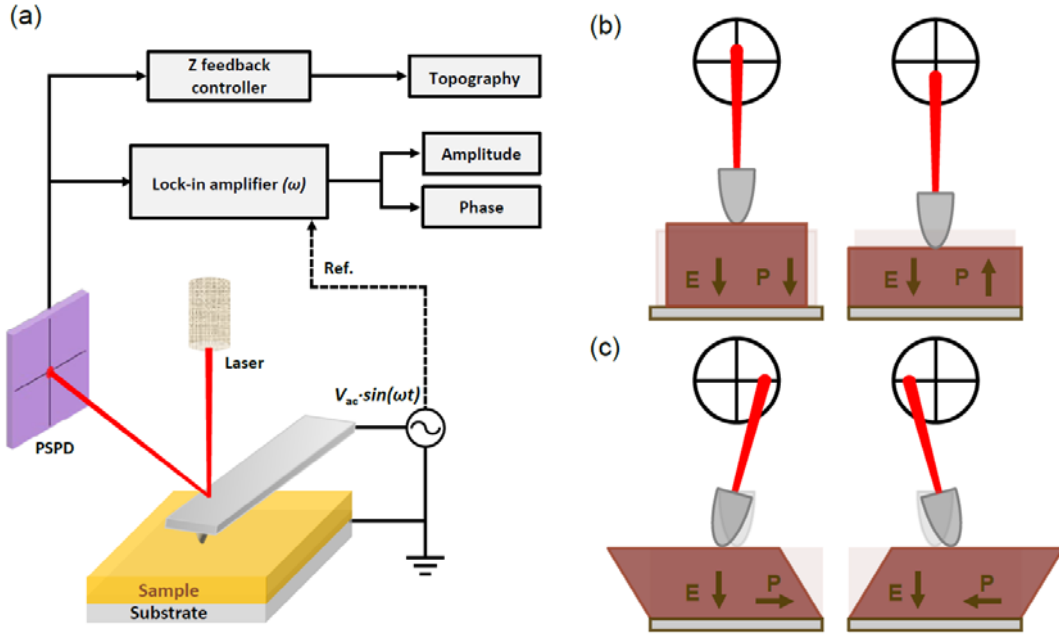 (a)
Z feedback
controller
Topography
Lock-in amplifier (ω)
Amplitude
Phase
Ref.
Laser
Vac·sin(ωt)
PSPD
Sample
Substrate
(b)
E P
E P
(c)
E P
E P